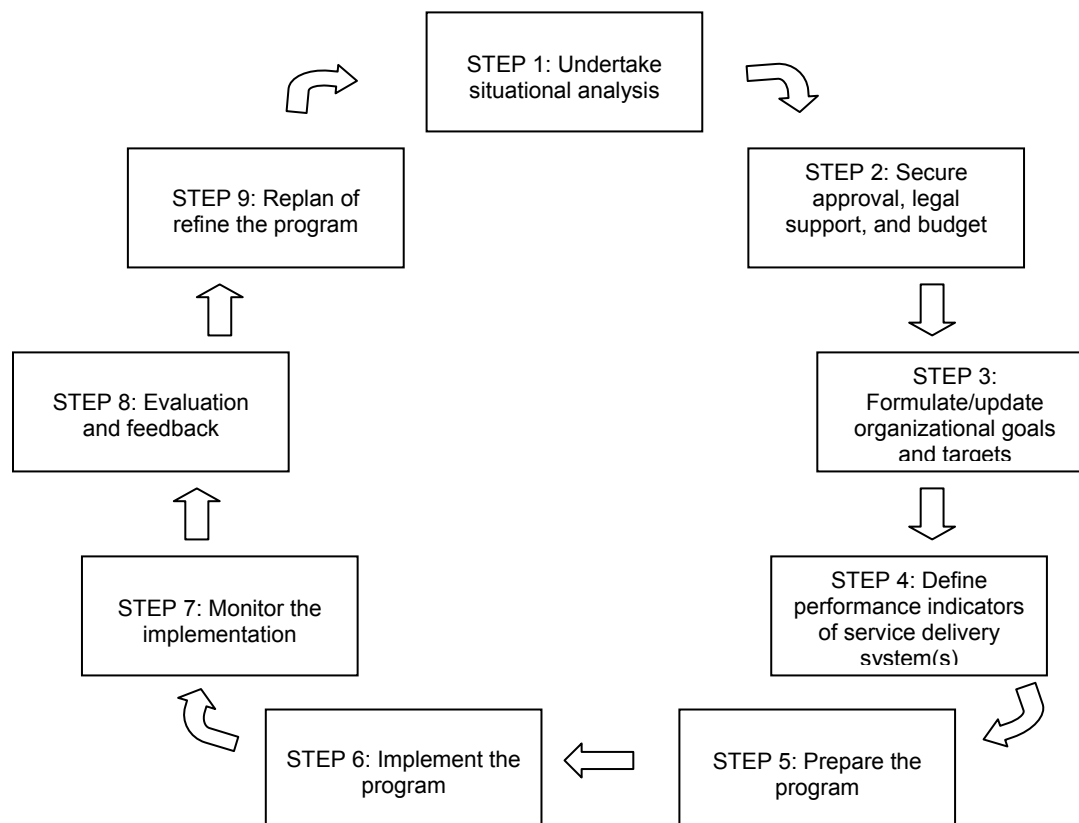 STEP 1: Undertake
situational analysis
STEP 2: Secure
approval, legal
support, and budget
STEP 3:
Formulate/update
organizational goals
and targets
STEP 4: Define
performance indicators
of service delivery
system(s)
STEP 5: Prepare the
program
STEP 6: Implement the
program
STEP 7: Monitor the
implementation
STEP 8: Evaluation
and feedback
STEP 9: Replan of
refine the program